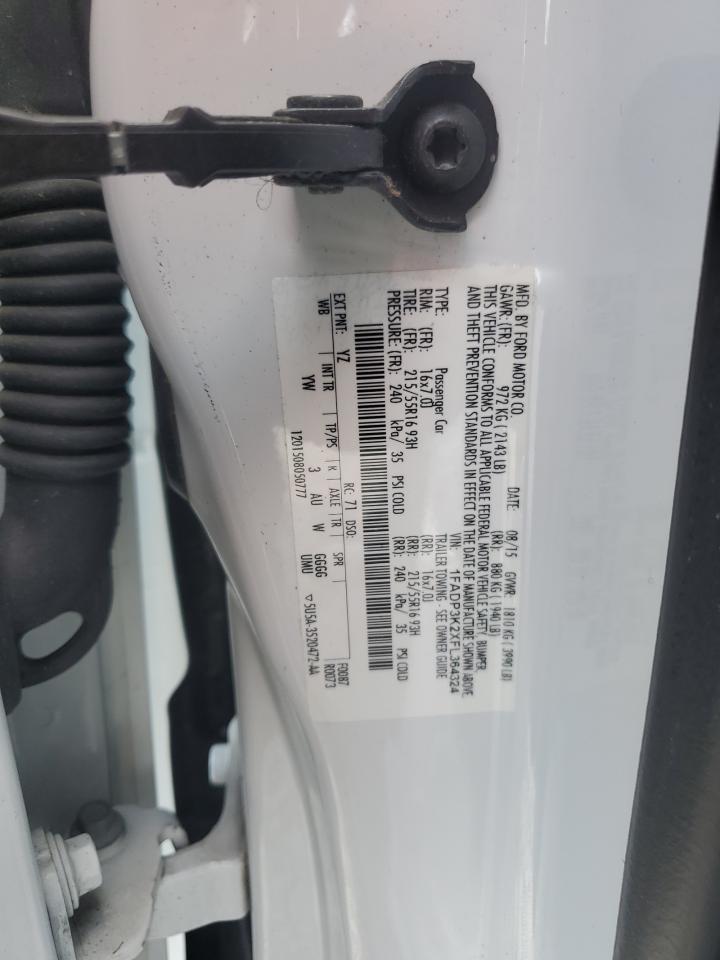 MFD. BY FORD MOTOR CO.
DATE: 08/15 GVWR: 1810 KG ( 3990 LB)
GAWR: (FR): 972 KG ( 2143 LB) (RR): 880 KG ( 1940 LB)
THIS VEHICLE CONFORMS TO ALL APPLICABLE FEDERAL MOTOR VEHICLE SAFETY, BUMPER,
AND THEFT PREVENTION STANDARDS IN EFFECT ON THE DATE OF MANUFACTURE SHOWN ABOVE.
VIN: 1FADP3K2XFL364324
TYPE: Passenger Car TRAILER TOWING - SEE OWNER GUIDE
RIM: (FR): 16x7.0J (RR): 16x7.0J
TIRE: (FR): 215/55R16 93H (RR): 215/55R16 93H
PRESSURE (FR): 240 kPa/ 35 PSI COLD (RR): 240 kPa/ 35 PSI COLD
EXT PNT: YZ RC: 71 DSO: F0087
WB INT TR TP/PS K AXLE TR SPR R0073
YW 3 AU W GGGG UMU
1201508050777 ▽ 5U5A-3520472-AA